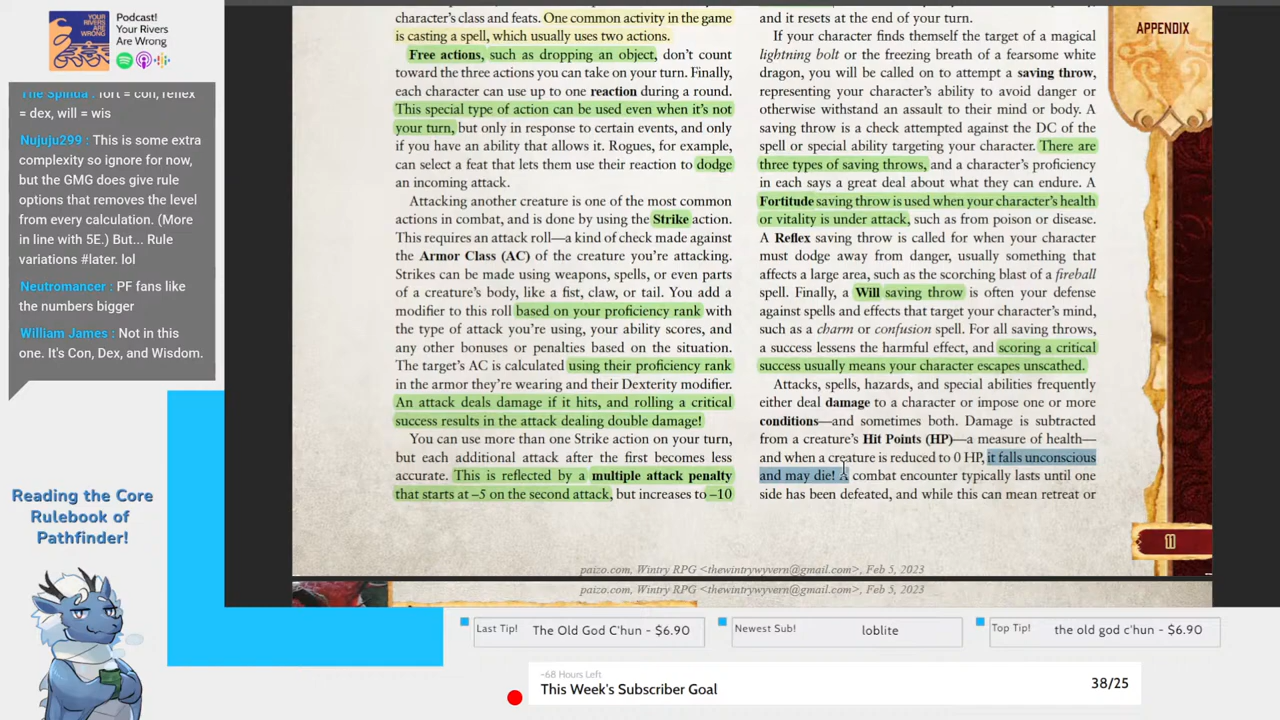 YOUR
RIVERS
ARE
WRONG
Podcast!
Your Rivers
Are Wrong
The Spinda : fort = con, reflex
= dex, will = wis
Nujuju299 : This is some extra
complexity so ignore for now,
but the GMG does give rule
options that removes the level
from every calculation. (More
in line with 5E.) But... Rule
variations #later. lol
Neutromancer : PF fans like
the numbers bigger
William James : Not in this
one. It's Con, Dex, and Wisdom.
Reading the Core
Rulebook of
Pathfinder!
character's class and feats. One common activity in the game
is casting a spell, which usually uses two actions.
Free actions, such as dropping an object, don't count
toward the three actions you can take on your turn. Finally,
each character can use up to one reaction during a round.
This special type of action can be used even when it's not
your turn, but only in response to certain events, and only
if you have an ability that allows it. Rogues, for example,
can select a feat that lets them use their reaction to dodge
an incoming attack.
Attacking another creature is one of the most common
actions in combat, and is done by using the Strike action.
This requires an attack roll—a kind of check made against
the Armor Class (AC) of the creature you're attacking.
Strikes can be made using weapons, spells, or even parts
of a creature's body, like a fist, claw, or tail. You add a
modifier to this roll based on your proficiency rank with
the type of attack you're using, your ability scores, and
any other bonuses or penalties based on the situation.
The target's AC is calculated using their proficiency rank
in the armor they're wearing and their Dexterity modifier.
An attack deals damage if it hits, and rolling a critical
success results in the attack dealing double damage!
You can use more than one Strike action on your turn,
but each additional attack after the first becomes less
accurate. This is reflected by a multiple attack penalty
that starts at –5 on the second attack, but increases to –10
and it resets at the end of your turn.
If your character finds themself the target of a magical
lightning bolt or the freezing breath of a fearsome white
dragon, you will be called on to attempt a saving throw,
representing your character's ability to avoid danger or
otherwise withstand an assault to their mind or body. A
saving throw is a check attempted against the DC of the
spell or special ability targeting your character. There are
three types of saving throws, and a character's proficiency
in each says a great deal about what they can endure. A
Fortitude saving throw is used when your character's health
or vitality is under attack, such as from poison or disease.
A Reflex saving throw is called for when your character
must dodge away from danger, usually something that
affects a large area, such as the scorching blast of a fireball
spell. Finally, a Will saving throw is often your defense
against spells and effects that target your character's mind,
such as a charm or confusion spell. For all saving throws,
a success lessens the harmful effect, and scoring a critical
success usually means your character escapes unscathed.
Attacks, spells, hazards, and special abilities frequently
either deal damage to a character or impose one or more
conditions—and sometimes both. Damage is subtracted
from a creature's Hit Points (HP)—a measure of health—
and when a creature is reduced to 0 HP, it falls unconscious
and may die! A combat encounter typically lasts until one
side has been defeated, and while this can mean retreat or
APPENDIX
11
paizo.com, Wintry RPG <thewintrywyvern@gmail.com>, Feb 5, 2023
paizo.com, Wintry RPG <thewintrywyvern@gmail.com>, Feb 5, 2023
Last Tip! The Old God C'hun - $6.90
Newest Sub! loblite
Top Tip! the old god c'hun - $6.90
-68 Hours Left
This Week's Subscriber Goal
38/25